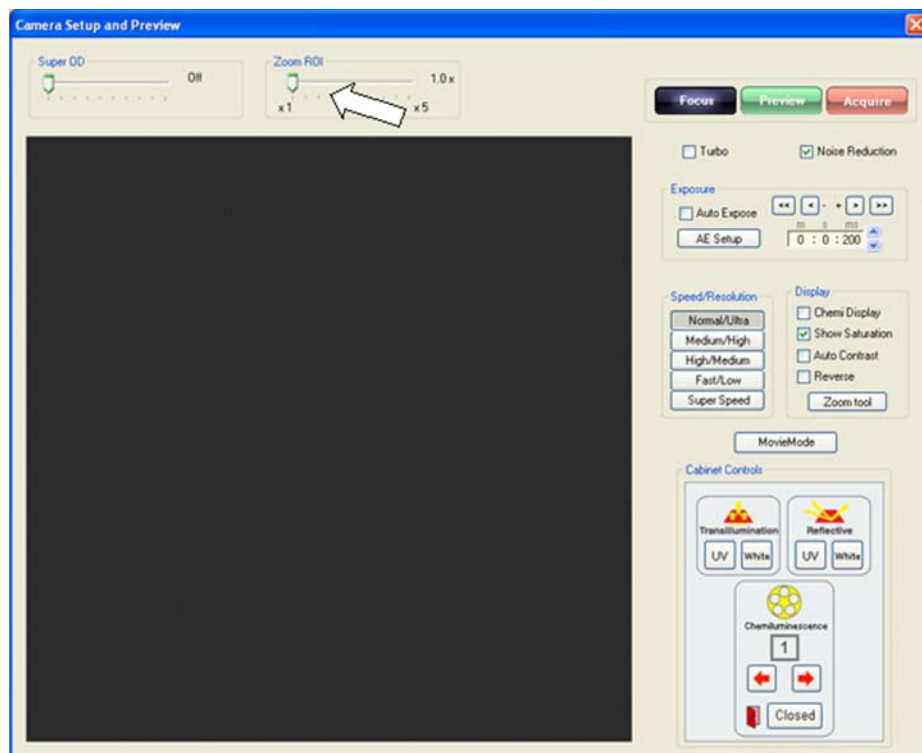 Camera Setup and Preview
Super OD
Off
Zoom ROI
1.0 x
x1
x5
Focus
Preview
Acquire
Turbo
Noise Reduction
Exposure
Auto Expose
<< < - + > >>
m s ms
AE Setup
0 : 0 : 200
Speed/Resolution
Normal/Ultra
Medium/High
High/Medium
Fast/Low
Super Speed
Display
Chemi Display
Show Saturation
Auto Contrast
Reverse
Zoom tool
MovieMode
Cabinet Controls
Transillumination
UV White
Reflective
UV White
Chemiluminescence
1
Closed